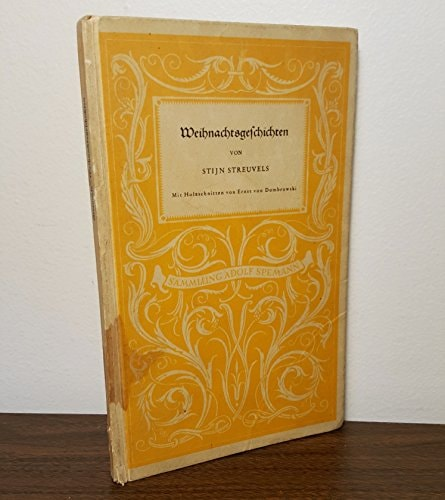 Weihnachtsgeschichten
VON
STIJN STREUVELS
Mit Holzschnitten von Ernst von Dombrowski
SAMMLUNG ADOLF SPEMANN